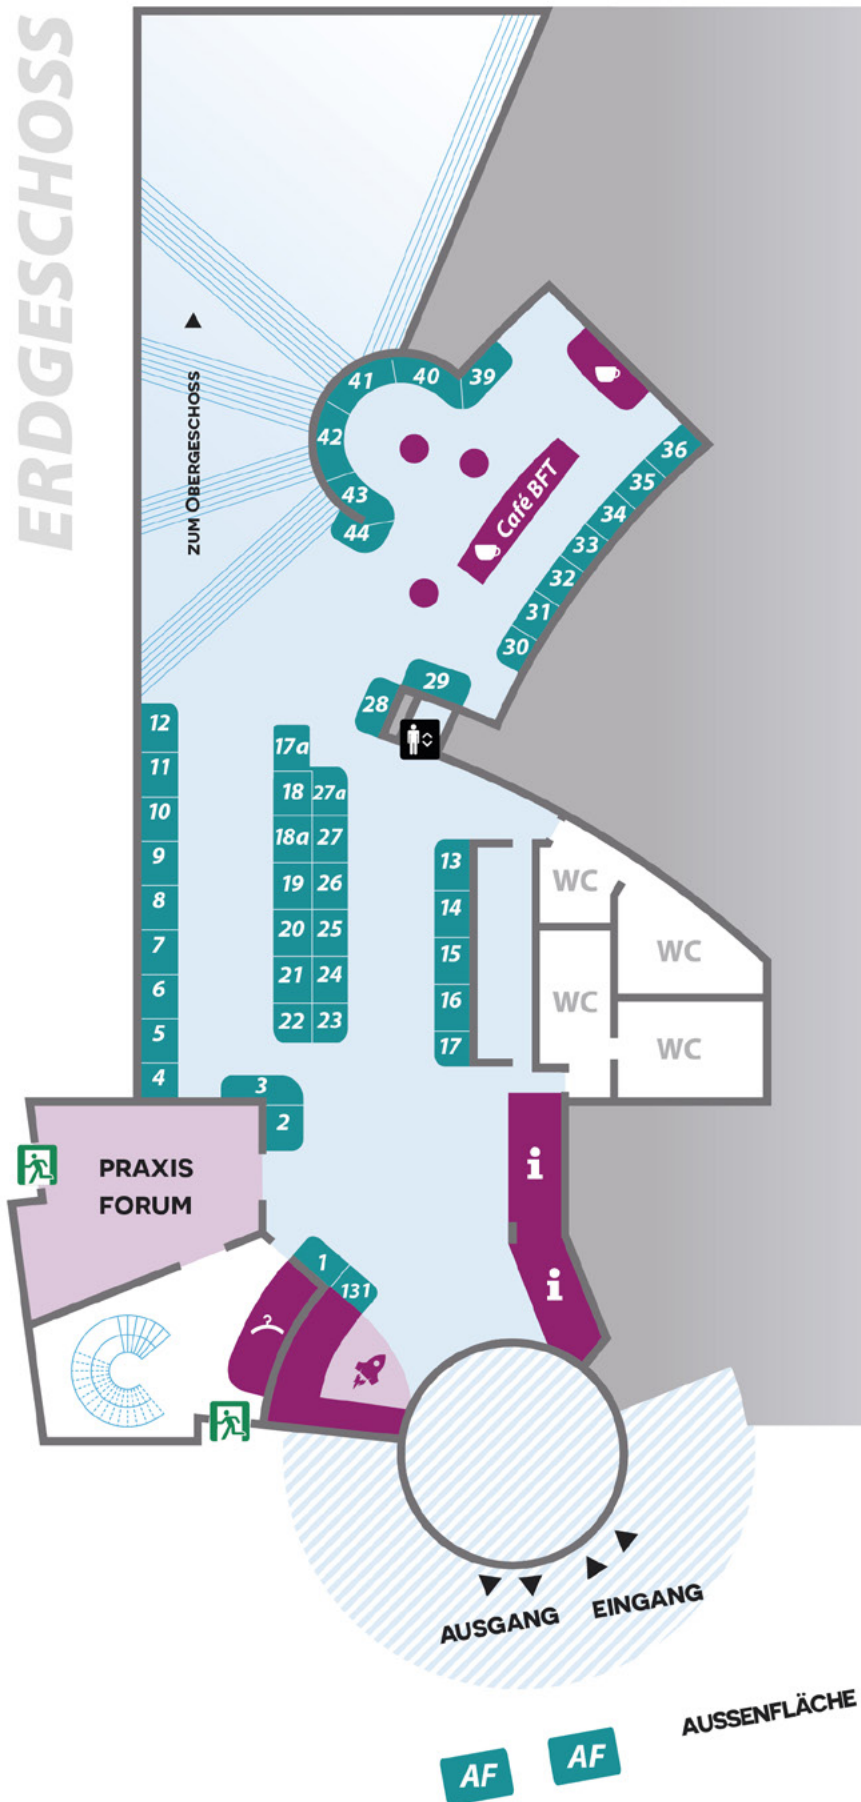 ERDGESCHOSS
ZUM OBERGESCHOSS
41
40
39
42
43
44
36
35
34
33
32
31
30
Café BFT
29
28
12
11
10
9
8
7
6
5
4
17a
18
27a
18a
27
19
26
20
25
21
24
22
23
13
14
15
16
17
WC
WC
WC
WC
3
2
PRAXIS
FORUM
i
i
1
131
AUSGANG
EINGANG
AUSSENFLÄCHE
AF
AF